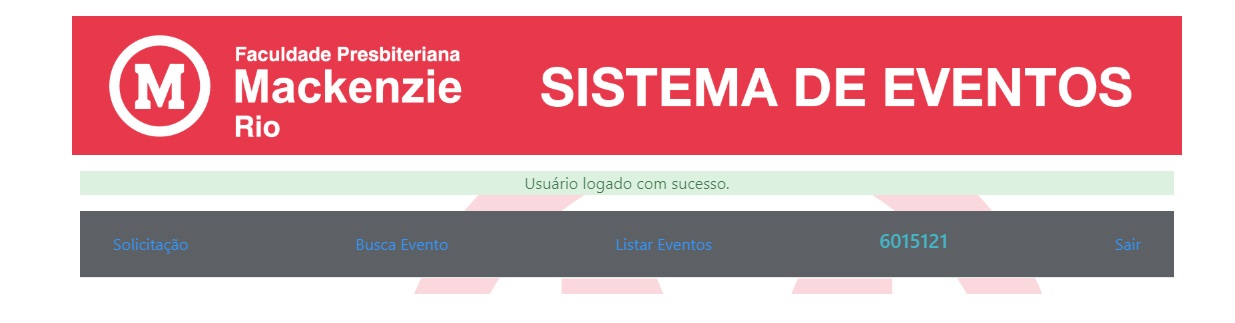 M
Faculdade Presbiteriana
Mackenzie
Rio
SISTEMA DE EVENTOS
Usuário logado com sucesso.
Solicitação Busca Evento Listar Eventos 6015121 Sair